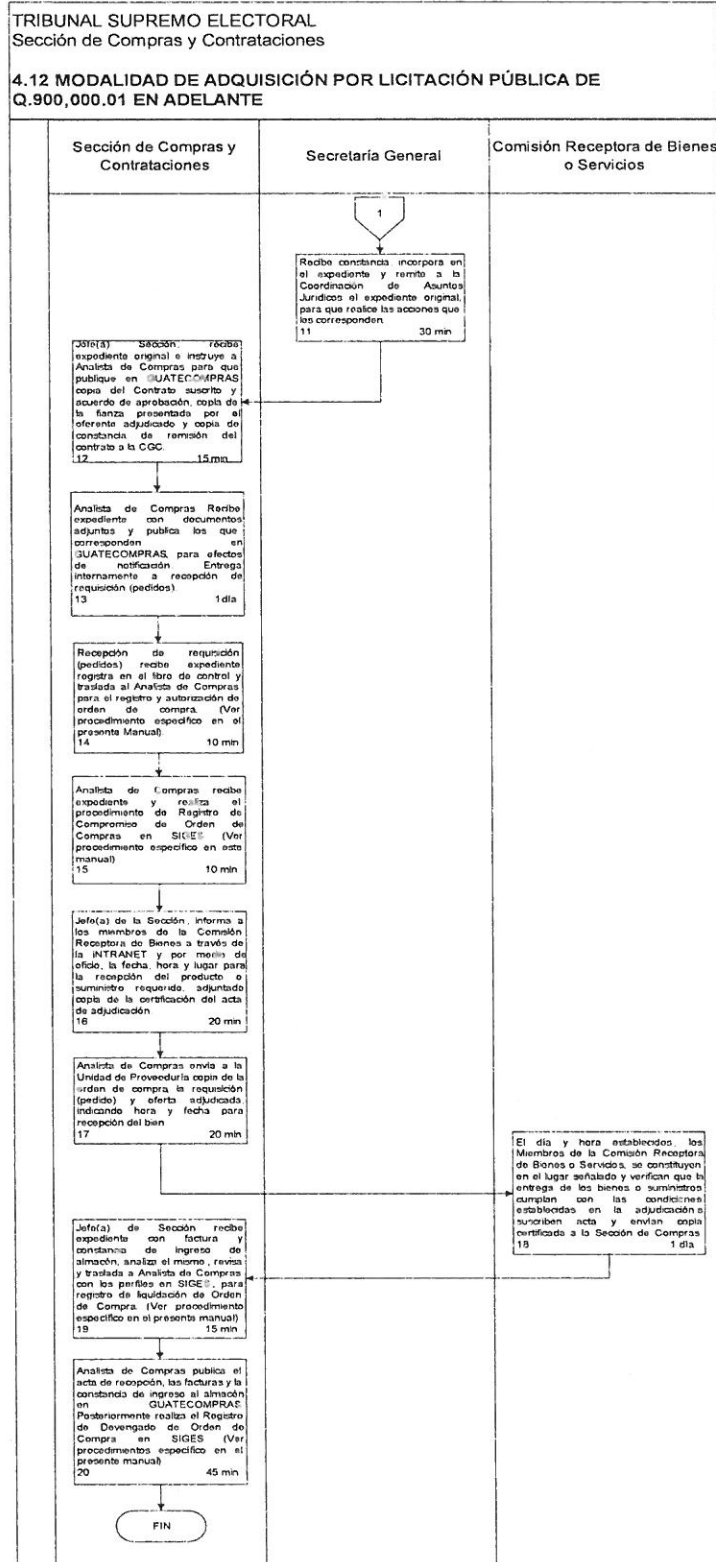 TRIBUNAL SUPREMO ELECTORAL
Sección de Compras y Contrataciones
4.12 MODALIDAD DE ADQUISICIÓN POR LICITACIÓN PÚBLICA DE
Q.900,000.01 EN ADELANTE
Sección de Compras y
Contrataciones
Secretaría General
Comisión Receptora de Bienes
o Servicios
1
Recibe constancia, incorpora en
el expediente y remite a la
Coordinación de Asuntos
Jurídicos el expediente original,
para que realice las acciones que
les corresponden.
11 30 min
Jefe(a) Sección, recibe
expediente original e instruye a
Analista de Compras para que
publique en GUATECOMPRAS
copia del Contrato suscrito y
acuerdo de aprobación, copia de
la fianza presentada por el
oferente adjudicado y copia de
constancia de remisión del
contrato a la CGC.
12 15 min
Analista de Compras Recibe
expediente con documentos
adjuntos y publica los que
corresponden en
GUATECOMPRAS, para efectos
de notificación. Entrega
internamente a recepción de
requisición (pedidos).
13 1 día
Recepción de requisición
(pedidos) recibe expediente
registra en el libro de control y
traslada al Analista de Compras
para el registro y autorización de
orden de compra. (Ver
procedimiento específico en el
presente Manual).
14 10 min
Analista de Compras recibe
expediente y realiza el
procedimiento de Registro de
Compromiso de Orden de
Compras en SIGES (Ver
procedimiento específico en este
manual)
15 10 min
Jefe(a) de la Sección, informa a
los miembros de la Comisión
Receptora de Bienes a través de
la INTRANET y por medio de
oficio, la fecha, hora y lugar para
la recepción del producto o
suministro requerido, adjuntado
copia de la certificación del acta
de adjudicación.
16 20 min
Analista de Compras envía a la
Unidad de Proveeduría copia de la
orden de compra, la requisición
(pedido) y oferta adjudicada,
indicando hora y fecha para
recepción del bien
17 20 min
El día y hora establecidos, los
Miembros de la Comisión Receptora
de Bienes o Servicios, se constituyen
en el lugar señalado y verifican que la
entrega de los bienes o suministros
cumplan con las condiciones
establecidas en la adjudicación
suscriben acta y envían copia
certificada a la Sección de Compras
18 1 día
Jefe(a) de Sección recibe
expediente con factura y
constancia de ingreso de
almacén, analiza el mismo, revisa
y traslada a Analista de Compras
con los perfiles en SIGES, para
registro de liquidación de Orden
de Compra. (Ver procedimiento
específico en el presente manual)
19 15 min
Analista de Compras publica el
acta de recepción, las facturas y la
constancia de ingreso al almacén
en GUATECOMPRAS.
Posteriormente realiza el Registro
de Devengado de Orden de
Compra en SIGES (Ver
procedimientos específico en el
presente manual)
20 45 min
FIN